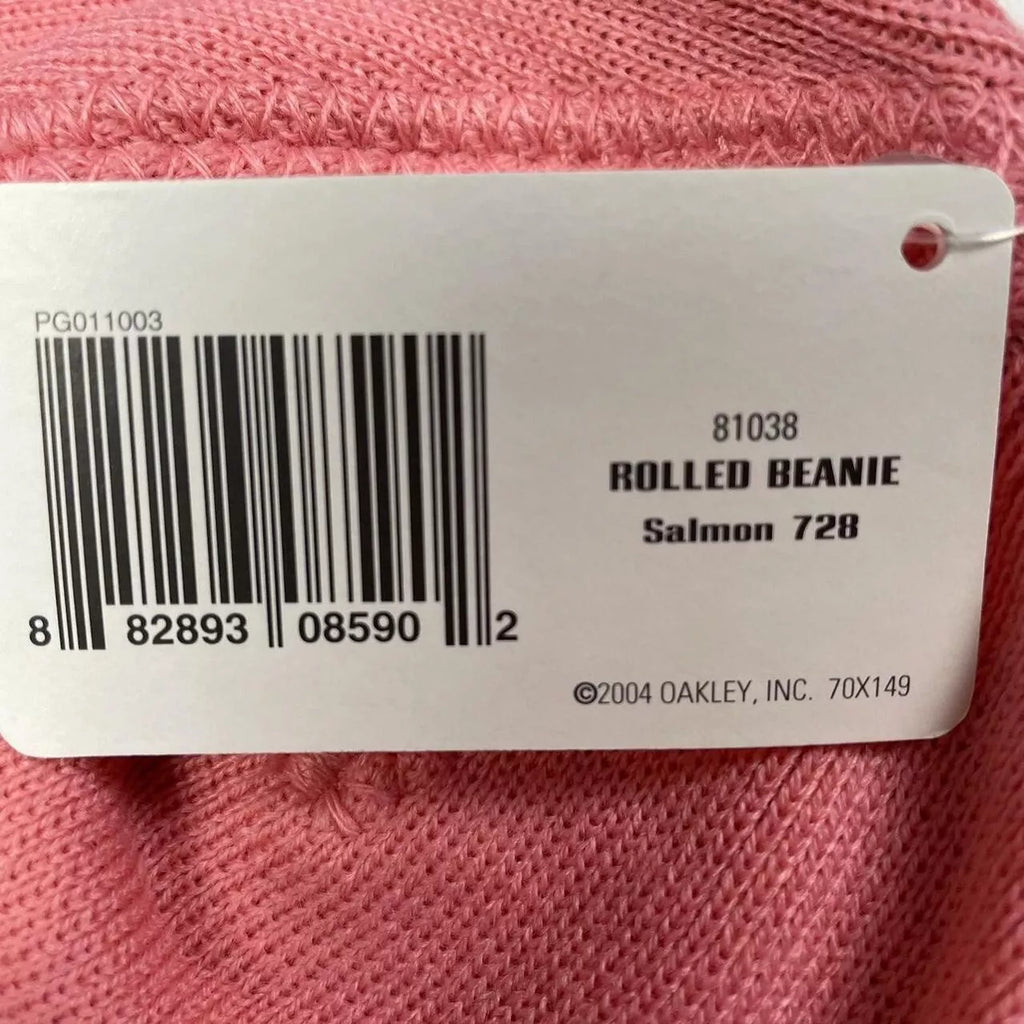 PG011003
8 82893 08590 2
81038
ROLLED BEANIE
Salmon 728
©2004 OAKLEY, INC. 70X149